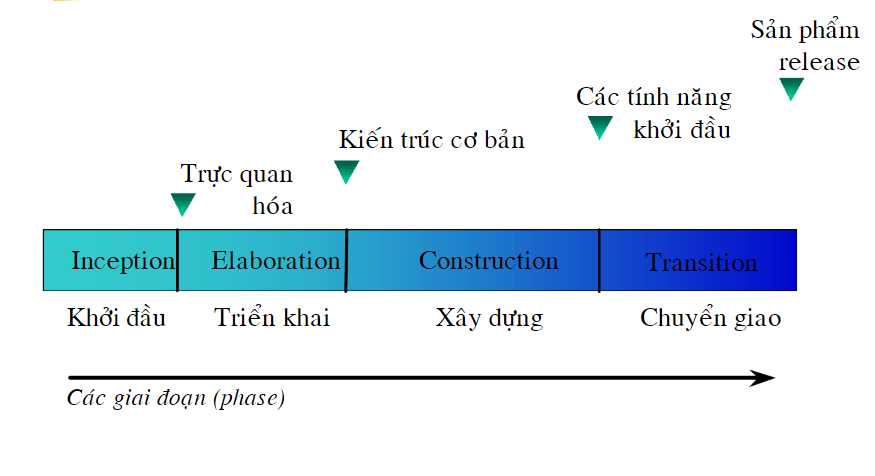 Sản phẩm
release
Các tính năng
khởi đầu
Kiến trúc cơ bản
Trực quan
hóa
Inception
Elaboration
Construction
Transition
Khởi đầu
Triển khai
Xây dựng
Chuyển giao
Các giai đoạn (phase)